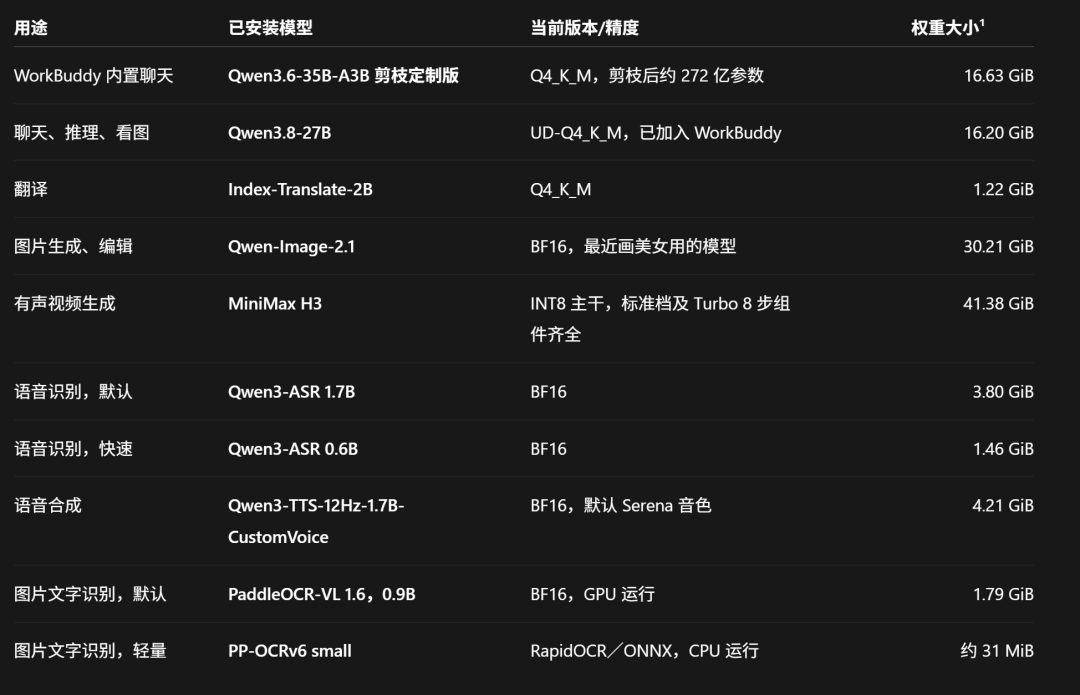 用途 已安装模型 当前版本/精度 权重大小¹
WorkBuddy 内置聊天 Qwen3.6-35B-A3B 剪枝定制版 Q4_K_M，剪枝后约 272 亿参数 16.63 GiB
聊天、推理、看图 Qwen3.8-27B UD-Q4_K_M，已加入 WorkBuddy 16.20 GiB
翻译 Index-Translate-2B Q4_K_M 1.22 GiB
图片生成、编辑 Qwen-Image-2.1 BF16，最近画美女用的模型 30.21 GiB
有声视频生成 MiniMax H3 INT8 主干，标准档及 Turbo 8 步组 41.38 GiB
件齐全
语音识别，默认 Qwen3-ASR 1.7B BF16 3.80 GiB
语音识别，快速 Qwen3-ASR 0.6B BF16 1.46 GiB
语音合成 Qwen3-TTS-12Hz-1.7B- BF16，默认 Serena 音色 4.21 GiB
CustomVoice
图片文字识别，默认 PaddleOCR-VL 1.6，0.9B BF16，GPU 运行 1.79 GiB
图片文字识别，轻量 PP-OCRv6 small RapidOCR／ONNX，CPU 运行 约 31 MiB